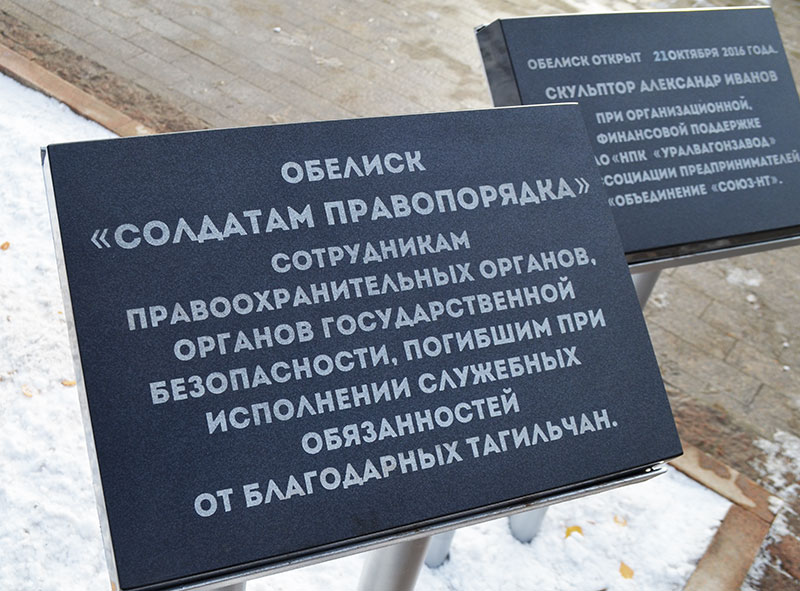 ОБЕЛИСК
«СОЛДАТАМ ПРАВОПОРЯДКА»
СОТРУДНИКАМ
ПРАВООХРАНИТЕЛЬНЫХ ОРГАНОВ,
ОРГАНОВ ГОСУДАРСТВЕННОЙ
БЕЗОПАСНОСТИ, ПОГИБШИМ ПРИ
ИСПОЛНЕНИИ СЛУЖЕБНЫХ
ОБЯЗАННОСТЕЙ
ОТ БЛАГОДАРНЫХ ТАГИЛЬЧАН.
ОБЕЛИСК ОТКРЫТ 21ОКТЯБРЯ 2016 ГОДА.
СКУЛЬПТОР АЛЕКСАНДР ИВАНОВ
ПРИ ОРГАНИЗАЦИОННОЙ,
ФИНАНСОВОЙ ПОДДЕРЖКЕ
«НПК «УРАЛВАГОНЗАВОД»
ПРЕДПРИНИМАТЕЛЕЙ
«ОБЪЕДИНЕНИЕ «СОЮЗ-НТ».